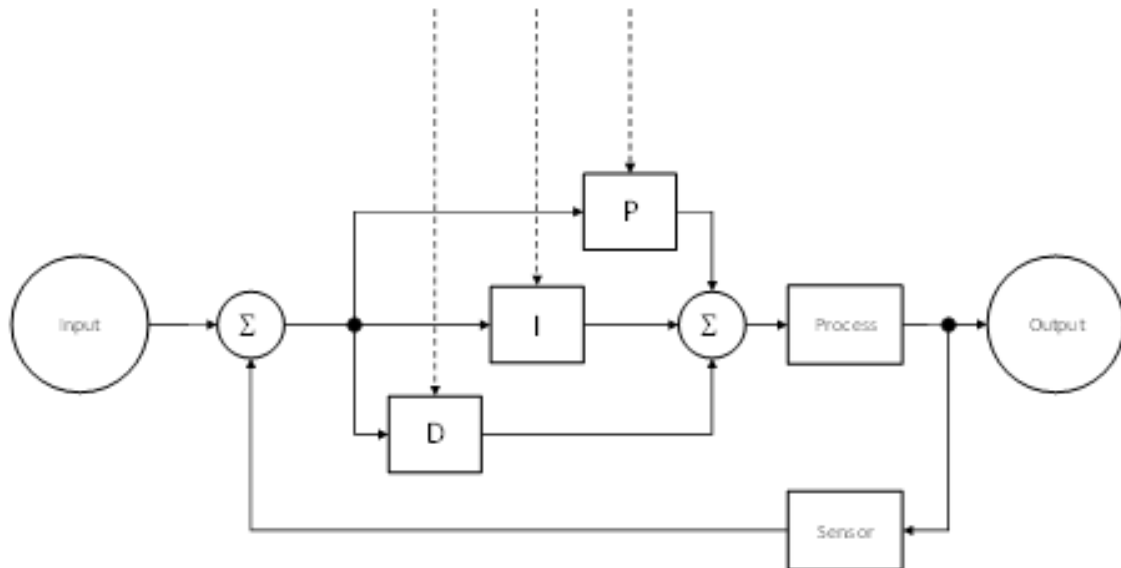 P
Input
Σ
I
Σ
Process
Output
D
Sensor